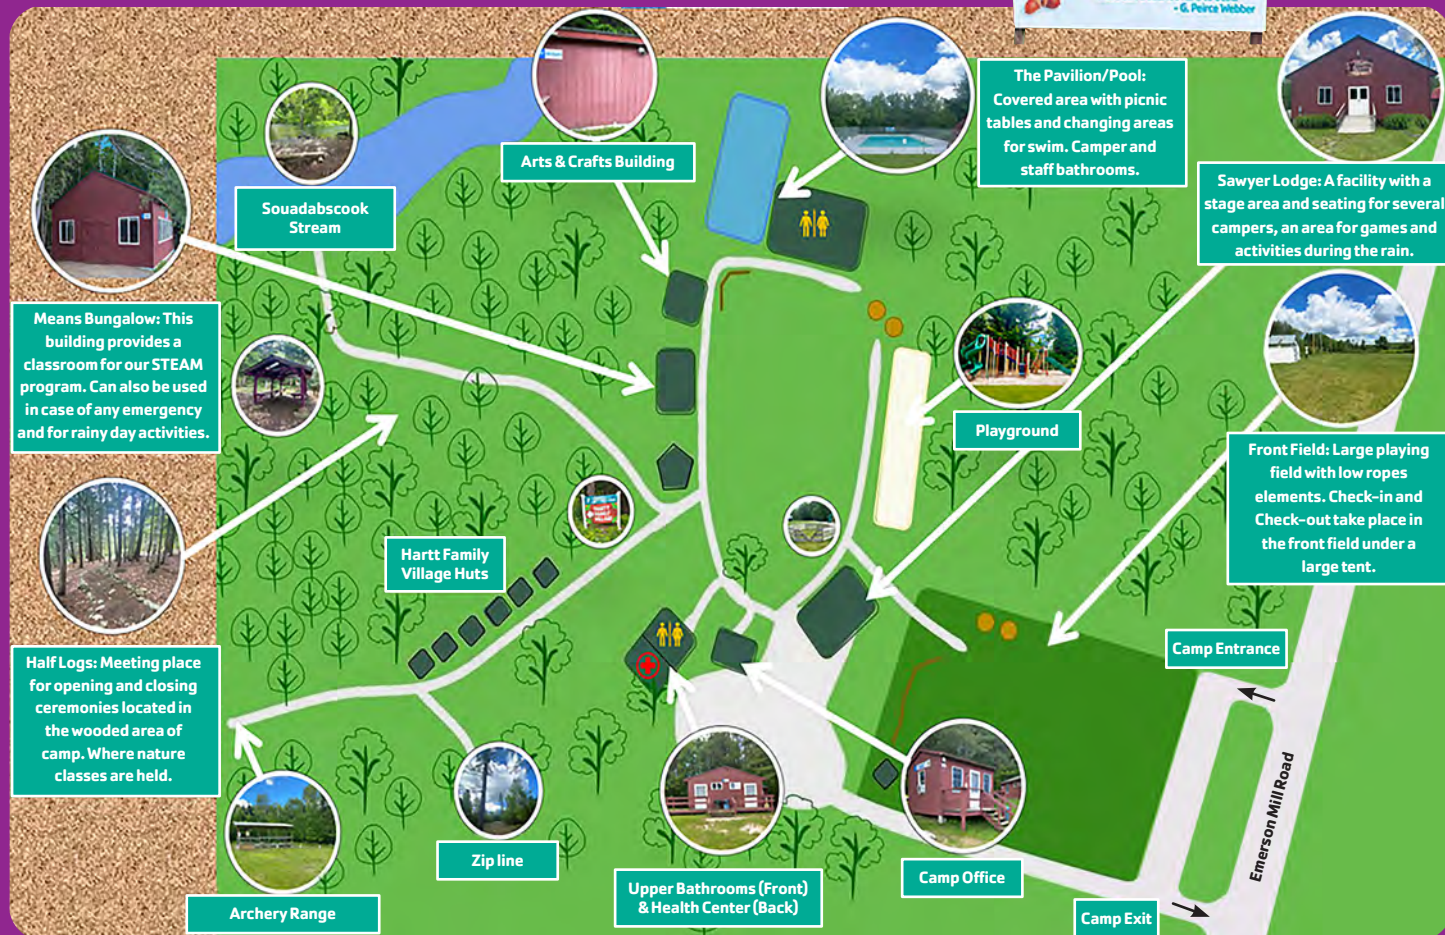 - G. Peirce Webber
The Pavilion/Pool:
Covered area with picnic
tables and changing areas
for swim. Camper and
staff bathrooms.
Arts & Crafts Building
Sawyer Lodge: A facility with a
stage area and seating for several
campers, an area for games and
activities during the rain.
Souadabscook
Stream
Means Bungalow: This
building provides a
classroom for our STEAM
program. Can also be used
in case of any emergency
and for rainy day activities.
Playground
Front Field: Large playing
field with low ropes
elements. Check-in and
Check-out take place in
the front field under a
large tent.
Hartt Family
Village Huts
Half Logs: Meeting place
for opening and closing
ceremonies located in
the wooded area of
camp. Where nature
classes are held.
Camp Entrance
Emerson Mill Road
Zip line
Camp Office
Upper Bathrooms (Front)
& Health Center (Back)
Archery Range
Camp Exit